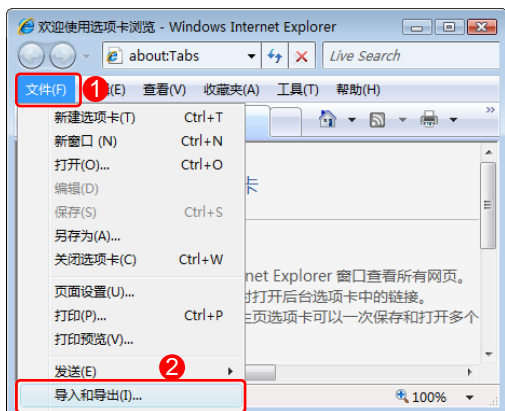 欢迎使用选项卡浏览 - Windows Internet Explorer
about:Tabs
Live Search
文件(F) 1 (E) 查看(V) 收藏夹(A) 工具(T) 帮助(H)
新建选项卡(T) Ctrl+T
新窗口 (N) Ctrl+N
打开(O)... Ctrl+O
编辑(D)
卡
保存(S) Ctrl+S
另存为(A)...
关闭选项卡(C) Ctrl+W
net Explorer 窗口查看所有网页。
页面设置(U)...
打开后台选项卡中的链接。
打印(P)... Ctrl+P
主页选项卡可以一次保存和打开多个
打印预览(V)...
发送(E) 2
导入和导出(I)...
100%